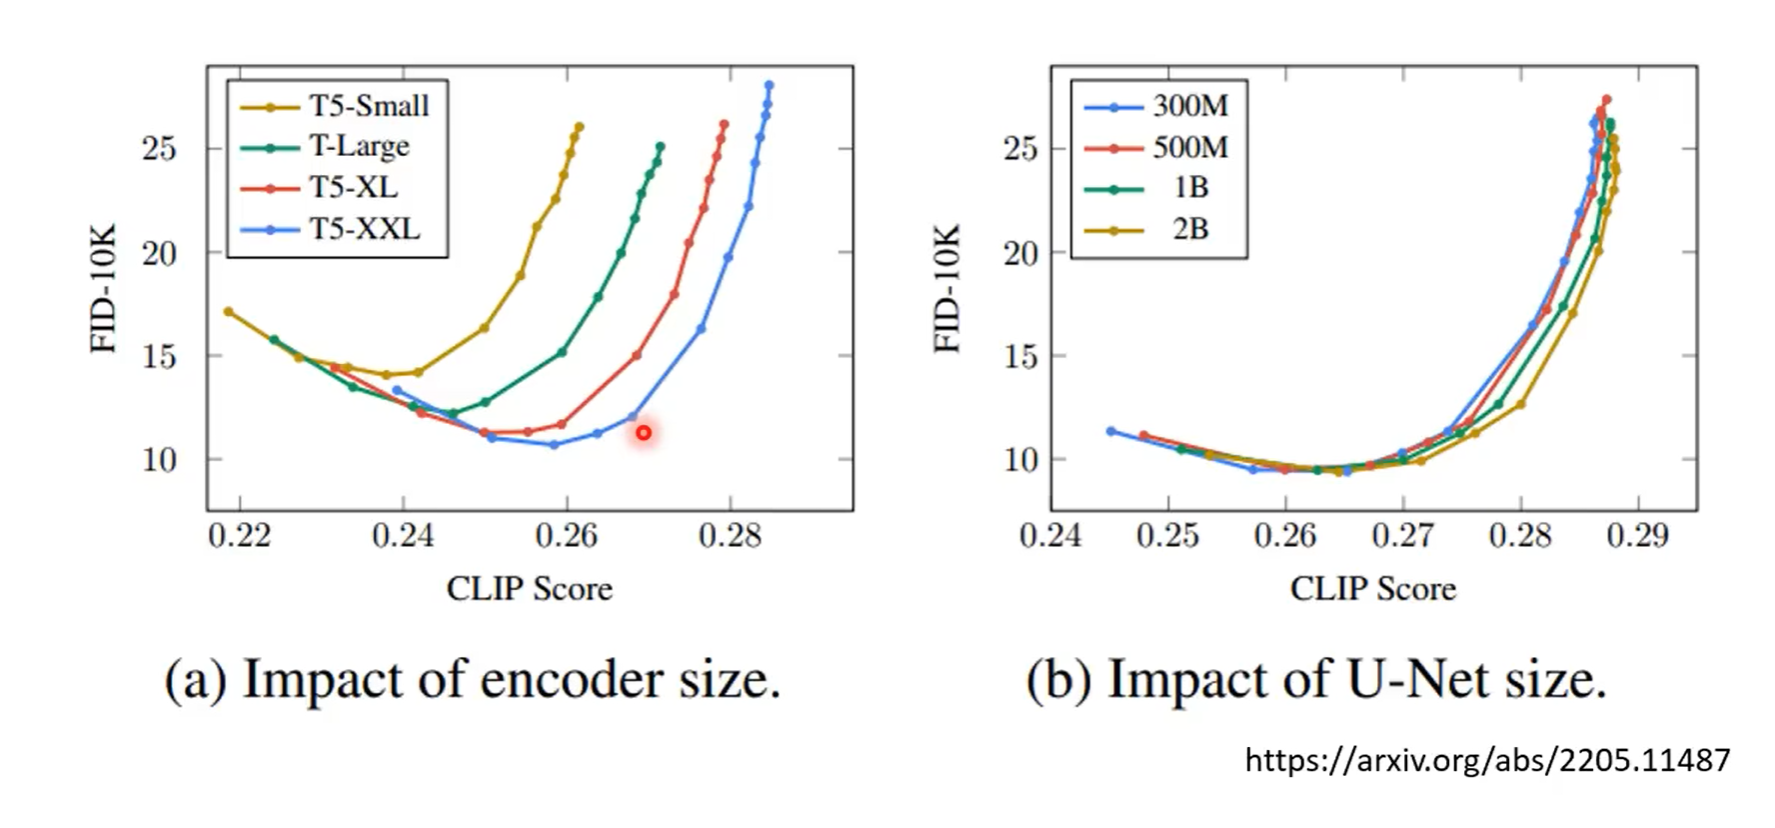 T5-Small
T-Large
T5-XL
T5-XXL
25
20
15
10
FID-10K
0.22 0.24 0.26 0.28
CLIP Score
(a) Impact of encoder size.
300M
500M
1B
2B
25
20
15
10
FID-10K
0.24 0.25 0.26 0.27 0.28 0.29
CLIP Score
(b) Impact of U-Net size.
https://arxiv.org/abs/2205.11487